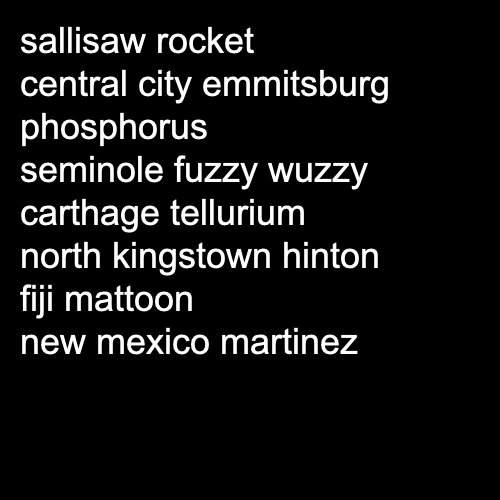 sallisaw rocket
central city emmitsburg
phosphorus
seminole fuzzy wuzzy
carthage tellurium
north kingstown hinton
fiji mattoon
new mexico martinez